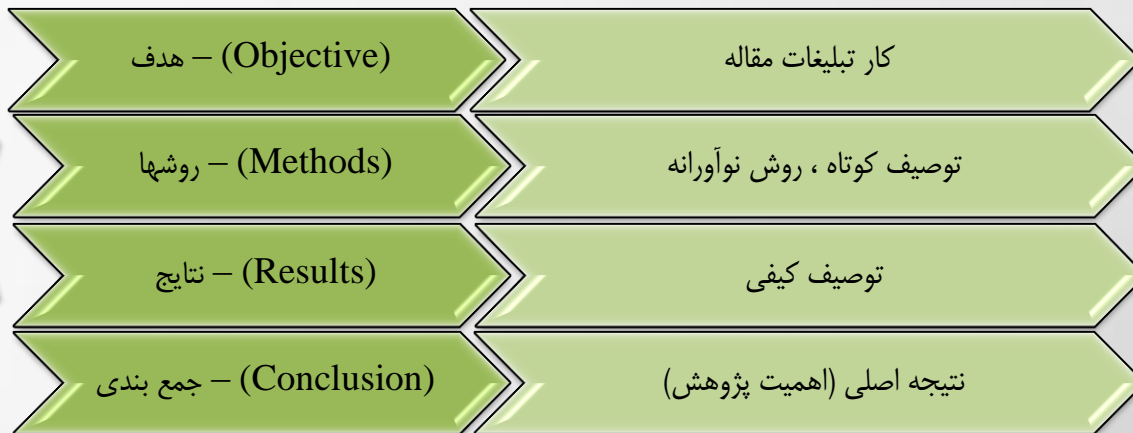 هدف – (Objective)
کار تبلیغات مقاله
روشها – (Methods)
توصیف کوتاه ، روش نوآورانه
نتایج – (Results)
توصیف کیفی
جمع بندی – (Conclusion)
نتیجه اصلی (اهمیت پژوهش)